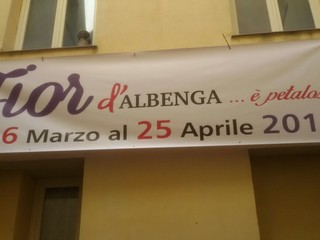 Fior d'ALBENGA ... è petalos
6 Marzo al 25 Aprile 201